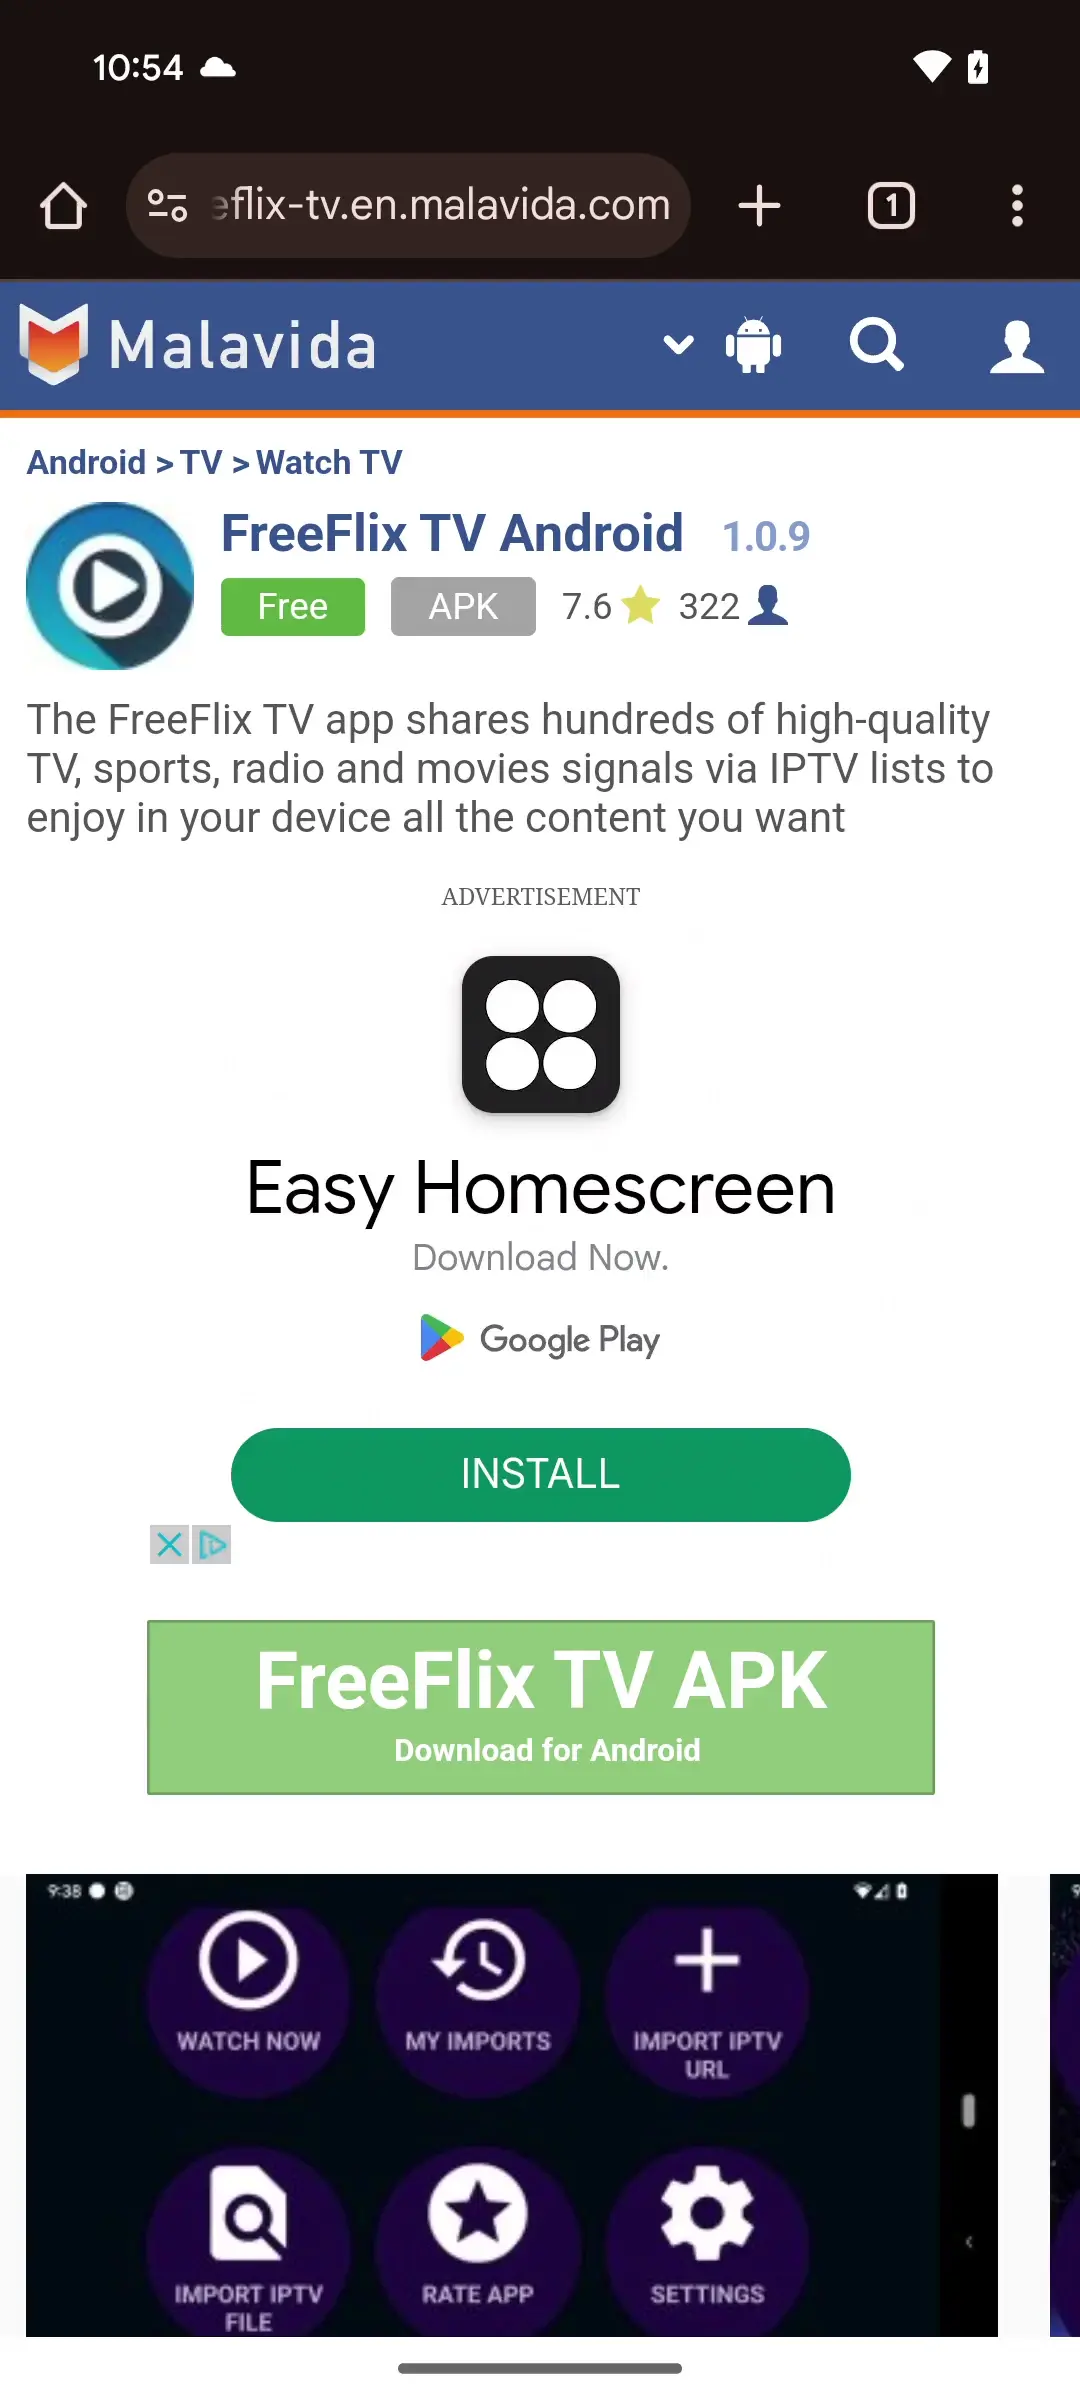 10:54
eflix-tv.en.malavida.com
1
Malavida
Android > TV > Watch TV
FreeFlix TV Android 1.0.9
Free APK 7.6 322
The FreeFlix TV app shares hundreds of high-quality
TV, sports, radio and movies signals via IPTV lists to
enjoy in your device all the content you want
ADVERTISEMENT
Easy Homescreen
Download Now.
Google Play
INSTALL
FreeFlix TV APK
Download for Android
9:38
9
WATCH NOW
MY IMPORTS
IMPORT IPTV
URL
IMPORT IPTV
FILE
RATE APP
SETTINGS